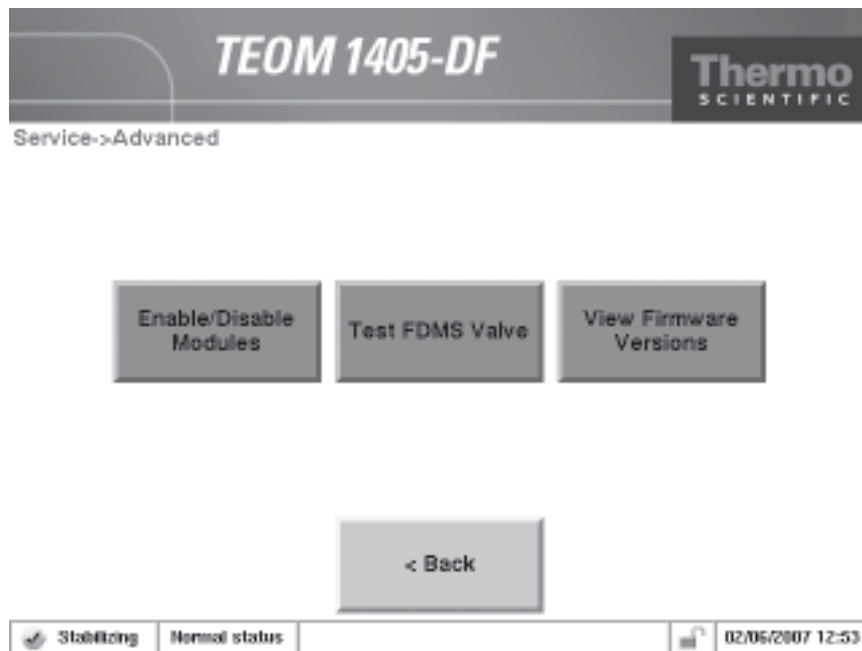 TEOM 1405-DF
Thermo
SCIENTIFIC
Service->Advanced
Enable/Disable
Modules
Test FDMS Valve
View Firmware
Versions
< Back
Stabilizing
Normal status
02/06/2007 12:53